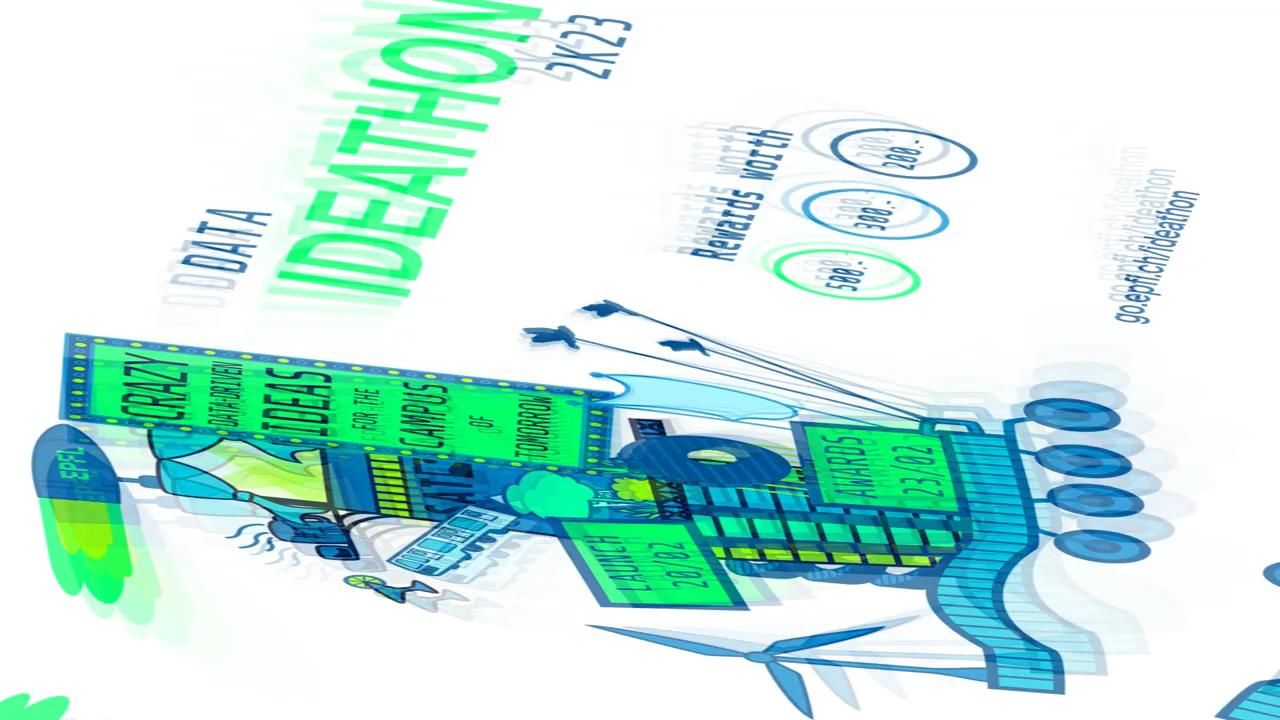 DATA
IDEATHON
2K23
CRAZY
DATA-DRIVEN
IDEAS
FOR THE
CAMPUS
OF
TOMORROW
Rewards worth
500.-
300.-
200.-
EPFL
SATELLITE
LAUNCH
20/02
AWARDS
23/02
go.epfl.ch/ideathon